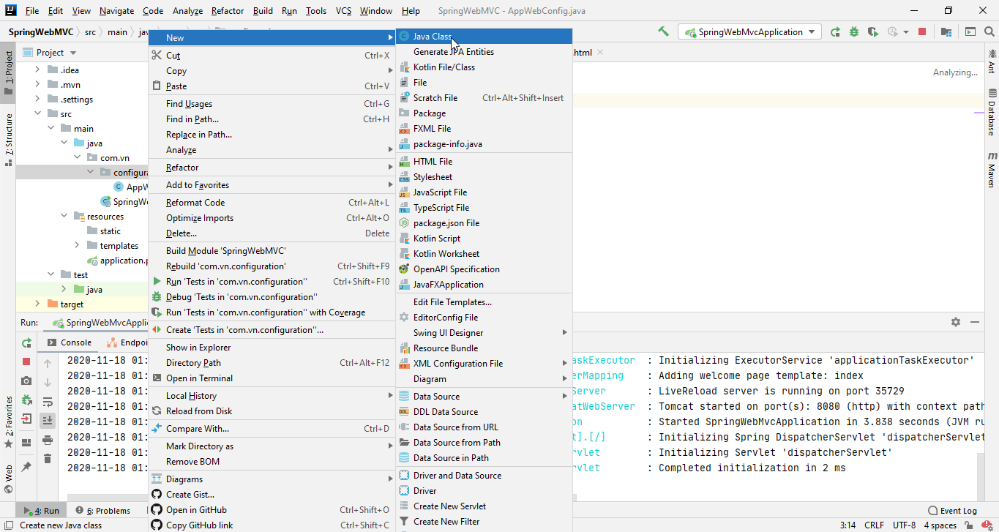 File Edit View Navigate Code Analyze Refactor Build Run Tools VCS Window Help SpringWebMVC - AppWebConfig.java
SpringWebMVC src main
SpringWebMvcApplication
1: Project
7: Structure
2: Favorites
Web
Project
.idea
.mvn
.settings
src
main
java
com.vn
configura
AppW
SpringWe
resources
static
templates
application.p
test
java
target
New
Cut Ctrl+X
Copy
Paste Ctrl+V
Find Usages Ctrl+G
Find in Path... Ctrl+H
Replace in Path...
Analyze
Refactor
Add to Favorites
Reformat Code Ctrl+Alt+L
Optimize Imports Ctrl+Alt+O
Delete... Delete
Build Module 'SpringWebMVC'
Rebuild 'com.vn.configuration' Ctrl+Shift+F9
Run 'Tests in 'com.vn.configuration'' Ctrl+Shift+F10
Debug 'Tests in 'com.vn.configuration''
Run 'Tests in 'com.vn.configuration'' with Coverage
Create 'Tests in 'com.vn.configuration''...
Show in Explorer
Directory Path Ctrl+Alt+F12
Open in Terminal
Local History
Reload from Disk
Compare With... Ctrl+D
Mark Directory as
Remove BOM
Diagrams
Create Gist...
Open in GitHub Ctrl+Shift+O
Copy GitHub link Ctrl+Shift+C
Java Class
Generate JPA Entities
Kotlin File/Class
File
Scratch File Ctrl+Alt+Shift+Insert
Package
FXML File
package-info.java
HTML File
Stylesheet
JavaScript File
TypeScript File
package.json File
Kotlin Script
Kotlin Worksheet
OpenAPI Specification
JavaFXApplication
Edit File Templates...
EditorConfig File
Swing UI Designer
Resource Bundle
XML Configuration File
Diagram
Data Source
DDL Data Source
Data Source from URL
Data Source from Path
Data Source in Path
Driver and Data Source
Driver
Create New Servlet
Create New Filter
html
Analyzing...
Ant
Database
Maven
Run: SpringWebMvcAppli
Console Endpoi
2020-11-18 01: askExecutor : Initializing ExecutorService 'applicationTaskExecutor'
2020-11-18 01: erMapping : Adding welcome page template: index
2020-11-18 01: Server : LiveReload server is running on port 35729
2020-11-18 01: atWebServer : Tomcat started on port(s): 8080 (http) with context path
2020-11-18 01: on : Started SpringWebMvcApplication in 3.838 seconds (JVM ru
2020-11-18 01: t].[/] : Initializing Spring DispatcherServlet 'dispatcherServlet
2020-11-18 01: rvlet : Initializing Servlet 'dispatcherServlet'
2020-11-18 01: rvlet : Completed initialization in 2 ms
4: Run 6: Problems Event Log
Create new Java class 3:14 CRLF UTF-8 4 spaces